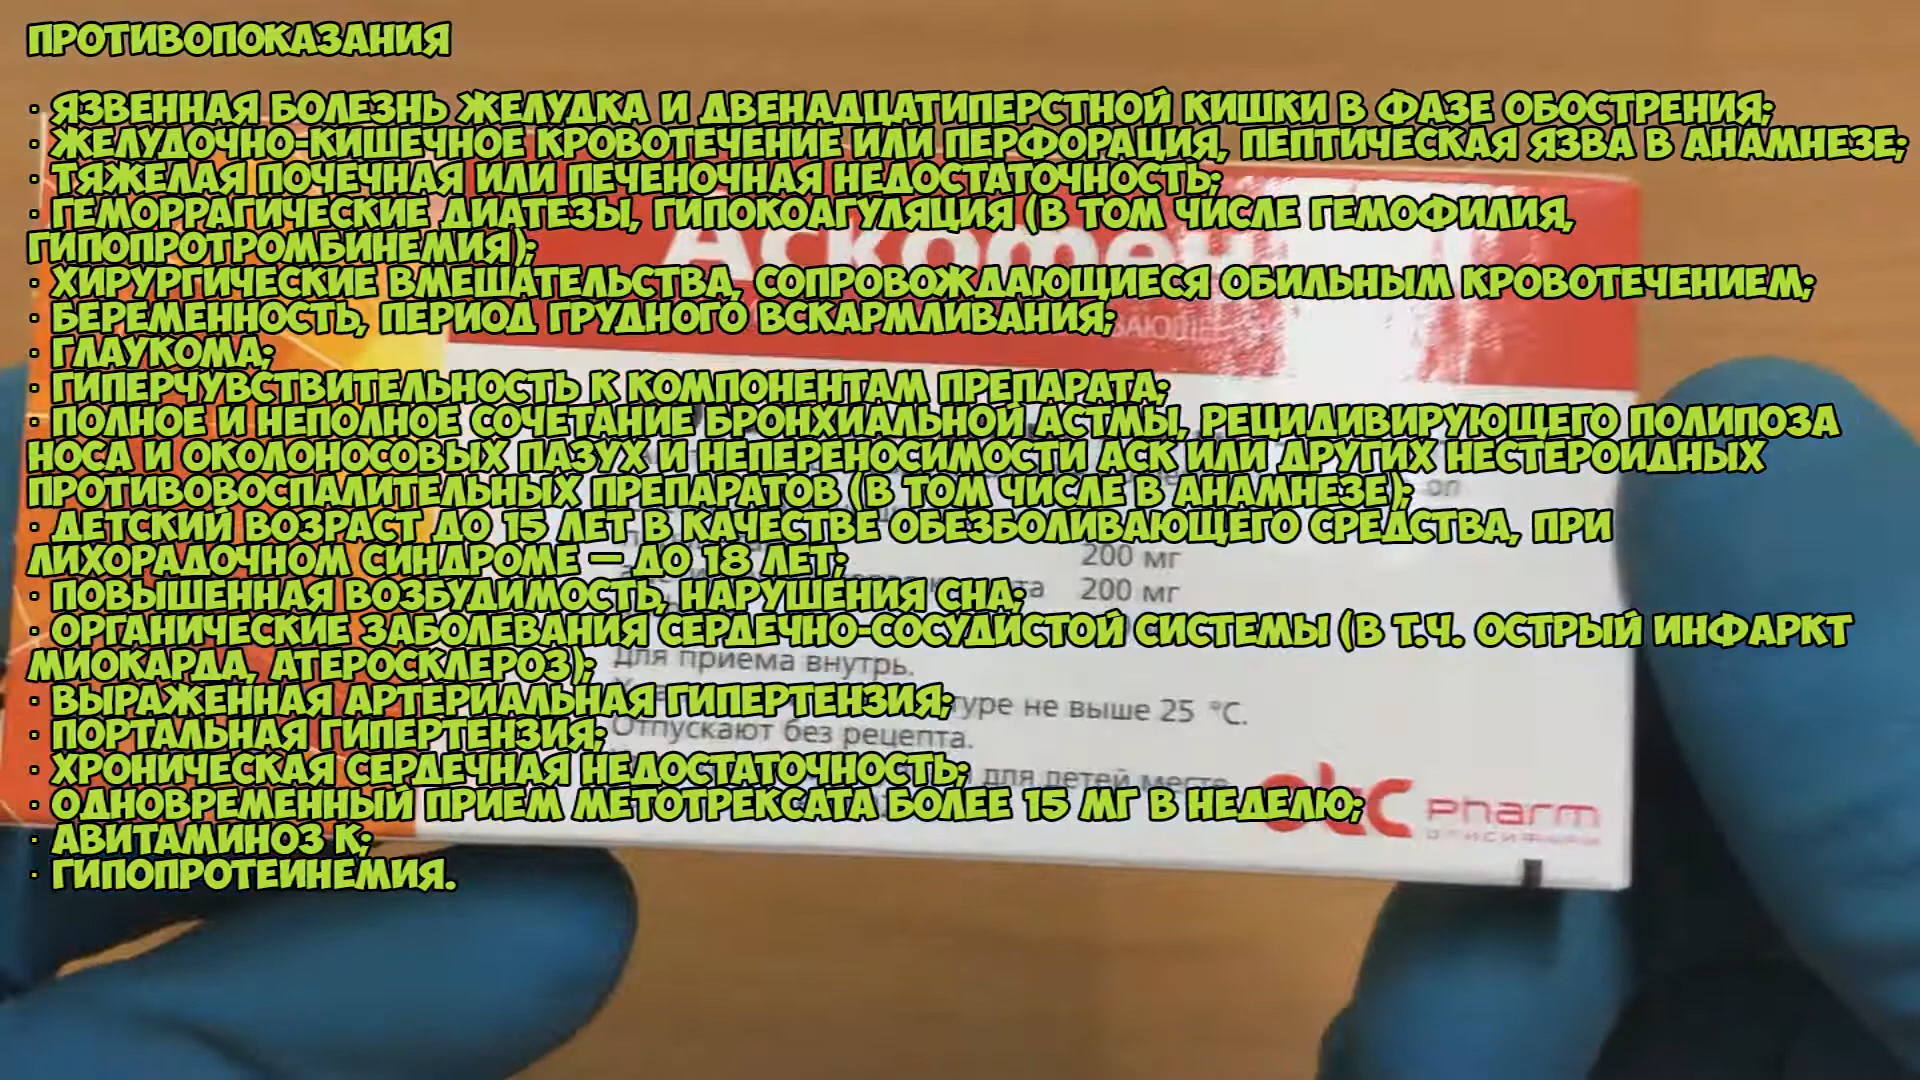 ПРОТИВОПОКАЗАНИЯ
· ЯЗВЕННАЯ БОЛЕЗНЬ ЖЕЛУДКА И ДВЕНАДЦАТИПЕРСТНОЙ КИШКИ В ФАЗЕ ОБОСТРЕНИЯ;
· ЖЕЛУДОЧНО-КИШЕЧНОЕ КРОВОТЕЧЕНИЕ ИЛИ ПЕРФОРАЦИЯ, ПЕПТИЧЕСКАЯ ЯЗВА В АНАМНЕЗЕ;
· ТЯЖЕЛАЯ ПОЧЕЧНАЯ ИЛИ ПЕЧЕНОЧНАЯ НЕДОСТАТОЧНОСТЬ;
· ГЕМОРРАГИЧЕСКИЕ ДИАТЕЗЫ, ГИПОКОАГУЛЯЦИЯ (В ТОМ ЧИСЛЕ ГЕМОФИЛИЯ,
ГИПОПРОТРОМБИНЕМИЯ);
· ХИРУРГИЧЕСКИЕ ВМЕШАТЕЛЬСТВА, СОПРОВОЖДАЮЩИЕСЯ ОБИЛЬНЫМ КРОВОТЕЧЕНИЕМ;
· БЕРЕМЕННОСТЬ, ПЕРИОД ГРУДНОГО ВСКАРМЛИВАНИЯ;
· ГЛАУКОМА;
· ГИПЕРЧУВСТВИТЕЛЬНОСТЬ К КОМПОНЕНТАМ ПРЕПАРАТА;
· ПОЛНОЕ И НЕПОЛНОЕ СОЧЕТАНИЕ БРОНХИАЛЬНОЙ АСТМЫ, РЕЦИДИВИРУЮЩЕГО ПОЛИПОЗА
НОСА И ОКОЛОНОСОВЫХ ПАЗУХ И НЕПЕРЕНОСИМОСТИ АСК ИЛИ ДРУГИХ НЕСТЕРОИДНЫХ
ПРОТИВОВОСПАЛИТЕЛЬНЫХ ПРЕПАРАТОВ (В ТОМ ЧИСЛЕ В АНАМНЕЗЕ);
· ДЕТСКИЙ ВОЗРАСТ ДО 15 ЛЕТ В КАЧЕСТВЕ ОБЕЗБОЛИВАЮЩЕГО СРЕДСТВА, ПРИ
ЛИХОРАДОЧНОМ СИНДРОМЕ – ДО 18 ЛЕТ;
· ПОВЫШЕННАЯ ВОЗБУДИМОСТЬ, НАРУШЕНИЯ СНА;
· ОРГАНИЧЕСКИЕ ЗАБОЛЕВАНИЯ СЕРДЕЧНО-СОСУДИСТОЙ СИСТЕМЫ (В Т.Ч. ОСТРЫЙ ИНФАРКТ
МИОКАРДА, АТЕРОСКЛЕРОЗ);
· ВЫРАЖЕННАЯ АРТЕРИАЛЬНАЯ ГИПЕРТЕНЗИЯ;
· ПОРТАЛЬНАЯ ГИПЕРТЕНЗИЯ;
· ХРОНИЧЕСКАЯ СЕРДЕЧНАЯ НЕДОСТАТОЧНОСТЬ;
· ОДНОВРЕМЕННЫЙ ПРИЕМ МЕТОТРЕКСАТА БОЛЕЕ 15 МГ В НЕДЕЛЮ;
· АВИТАМИНОЗ К;
· ГИПОПРОТЕИНЕМИЯ.
200 мг
200 мг
Для приема внутрь.
не выше 25 °С.
Отпускают без рецепта.
для детей месте
otc Pharm